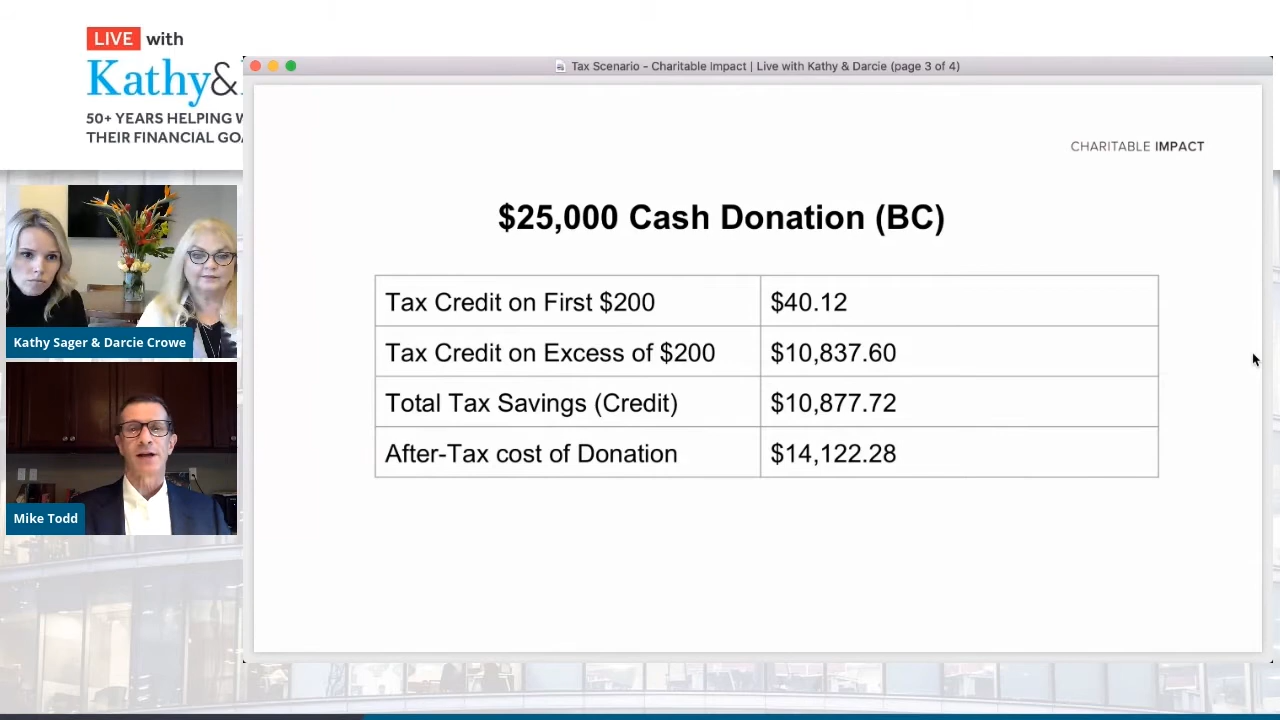 LIVE with
Kathy&
50+ YEARS HELPING
THEIR FINANCIAL
Tax Scenario - Charitable Impact | Live with Kathy & Darcie (page 3 of 4)
CHARITABLE IMPACT
$25,000 Cash Donation (BC)
Tax Credit on First $200 $40.12
Tax Credit on Excess of $200 $10,837.60
Total Tax Savings (Credit) $10,877.72
After-Tax cost of Donation $14,122.28
Kathy Sager & Darcie Crowe
Mike Todd